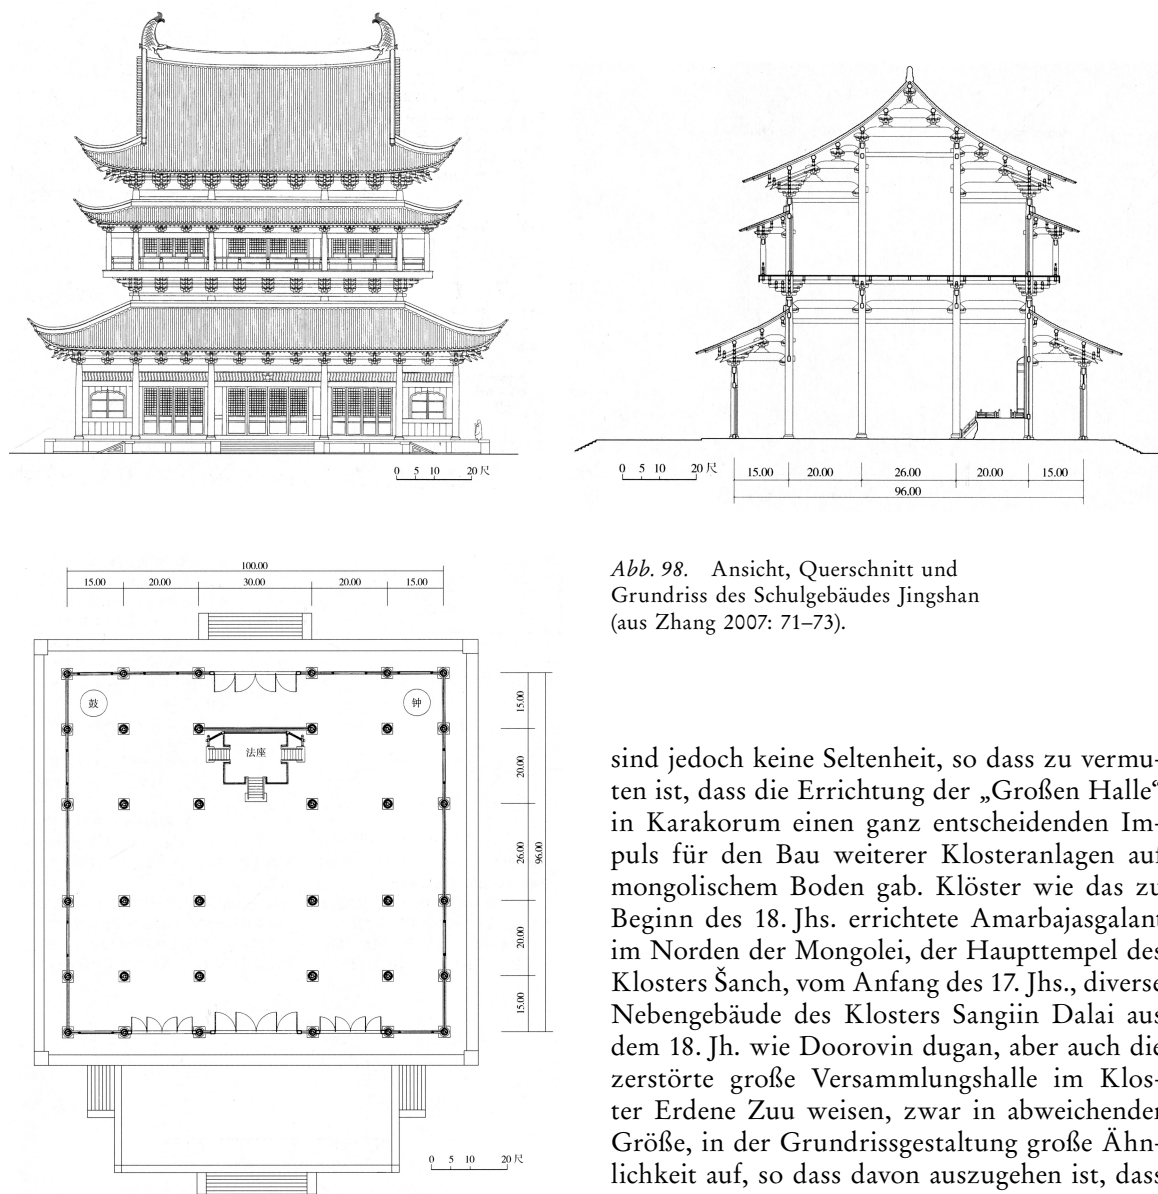 0 5 10 20 尺
0 5 10 20 尺
15.00 20.00 26.00 20.00 15.00
96.00
100.00
15.00 20.00 30.00 20.00 15.00
鼓
钟
法座
15.00
20.00
26.00
96.00
20.00
15.00
0 5 10 20 尺
Abb. 98. Ansicht, Querschnitt und
Grundriss des Schulgebäudes Jingshan
(aus Zhang 2007: 71–73).
sind jedoch keine Seltenheit, so dass zu vermu-
ten ist, dass die Errichtung der „Großen Halle“
in Karakorum einen ganz entscheidenden Im-
puls für den Bau weiterer Klosteranlagen auf
mongolischem Boden gab. Klöster wie das zu
Beginn des 18. Jhs. errichtete Amarbajasgalant
im Norden der Mongolei, der Haupttempel des
Klosters Šanch, vom Anfang des 17. Jhs., diverse
Nebengebäude des Klosters Sangiin Dalai aus
dem 18. Jh. wie Doorovin dugan, aber auch die
zerstörte große Versammlungshalle im Klos-
ter Erdene Zuu weisen, zwar in abweichender
Größe, in der Grundrissgestaltung große Ähn-
lichkeit auf, so dass davon auszugehen ist, dass